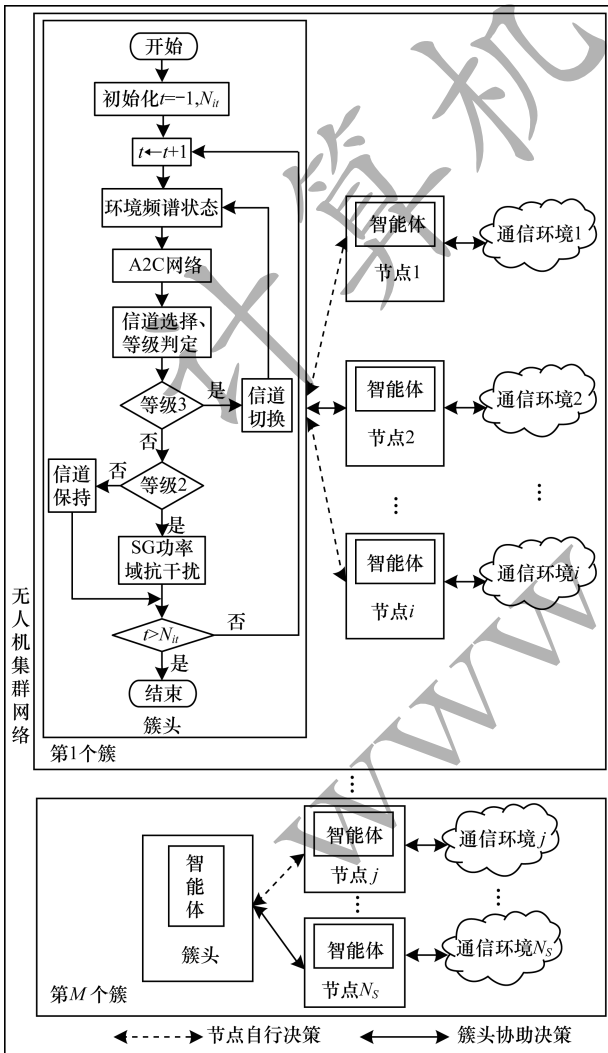 无人机集群网络
开始
初始化t=-1,N_it
t←t+1
环境频谱状态
A2C网络
信道选择、
等级判定
等级3
是
信道
切换
否
等级2
否
信道
保持
是
SG功率
域抗干扰
t>N_it
否
是
结束
簇头
第1个簇
智能体
节点1
通信环境1
智能体
节点2
通信环境2
⋮
⋮
智能体
节点i
通信环境i
⋮
智能体
簇头
智能体
节点j
通信环境j
⋮
⋮
智能体
节点N_S
通信环境N_S
第M个簇
节点自行决策
簇头协助决策
计算机
www